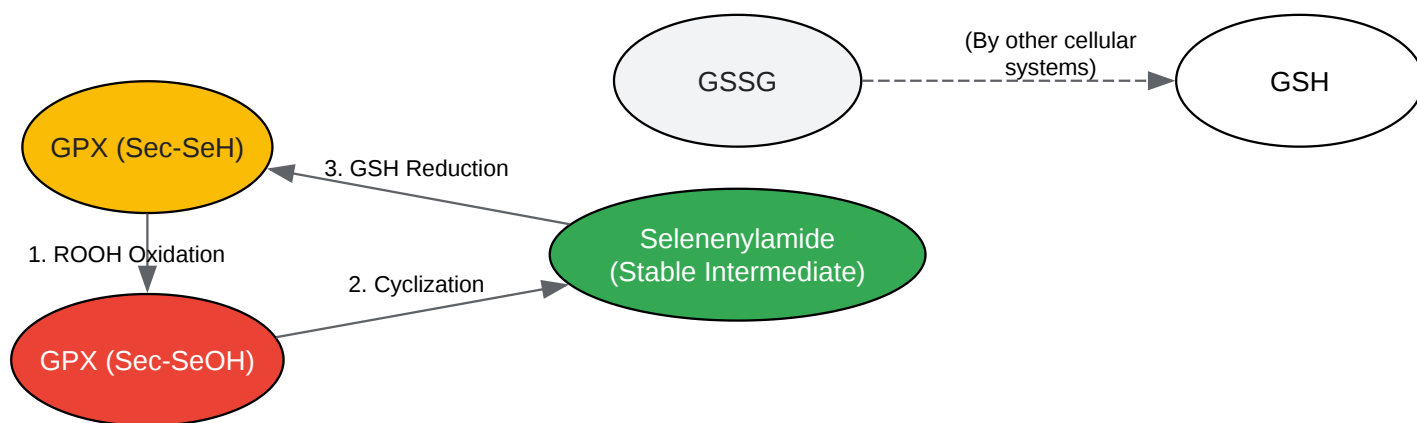 (By other cellular
systems)
GSSG
GSH
GPX (Sec-SeH)
3. GSH Reduction
Selenenylamide
(Stable Intermediate)
1. ROOH Oxidation
2. Cyclization
GPX (Sec-SeOH)